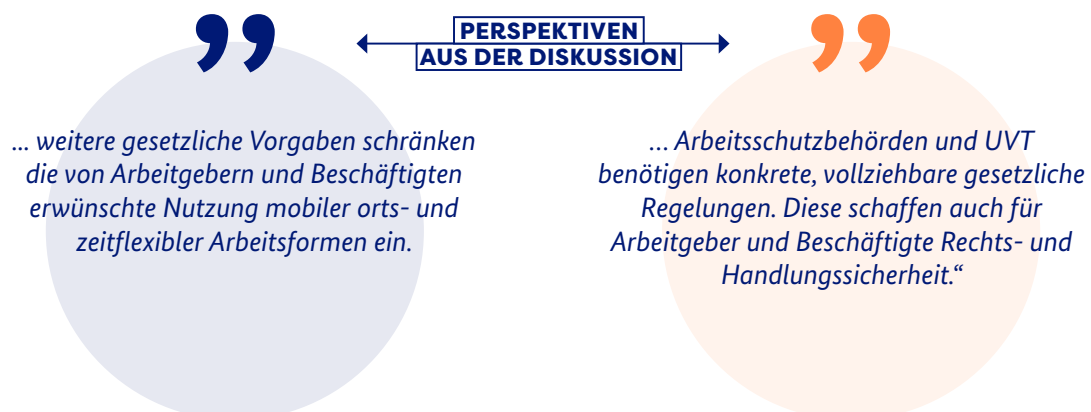 PERSPEKTIVEN
AUS DER DISKUSSION
”
... weitere gesetzliche Vorgaben schränken
die von Arbeitgebern und Beschäftigten
erwünschte Nutzung mobiler orts- und
zeitflexibler Arbeitsformen ein.
”
... Arbeitsschutzbehörden und UVT
benötigen konkrete, vollziehbare gesetzliche
Regelungen. Diese schaffen auch für
Arbeitgeber und Beschäftigte Rechts- und
Handlungssicherheit.“